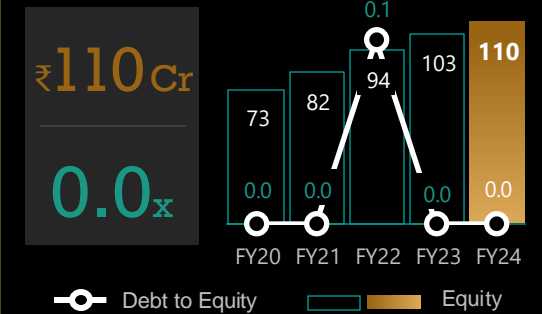 ₹110 Cr
0.0x
0.1
73
82
94
103
110
0.0
0.0
0.0
0.0
FY20
FY21
FY22
FY23
FY24
Debt to Equity
Equity